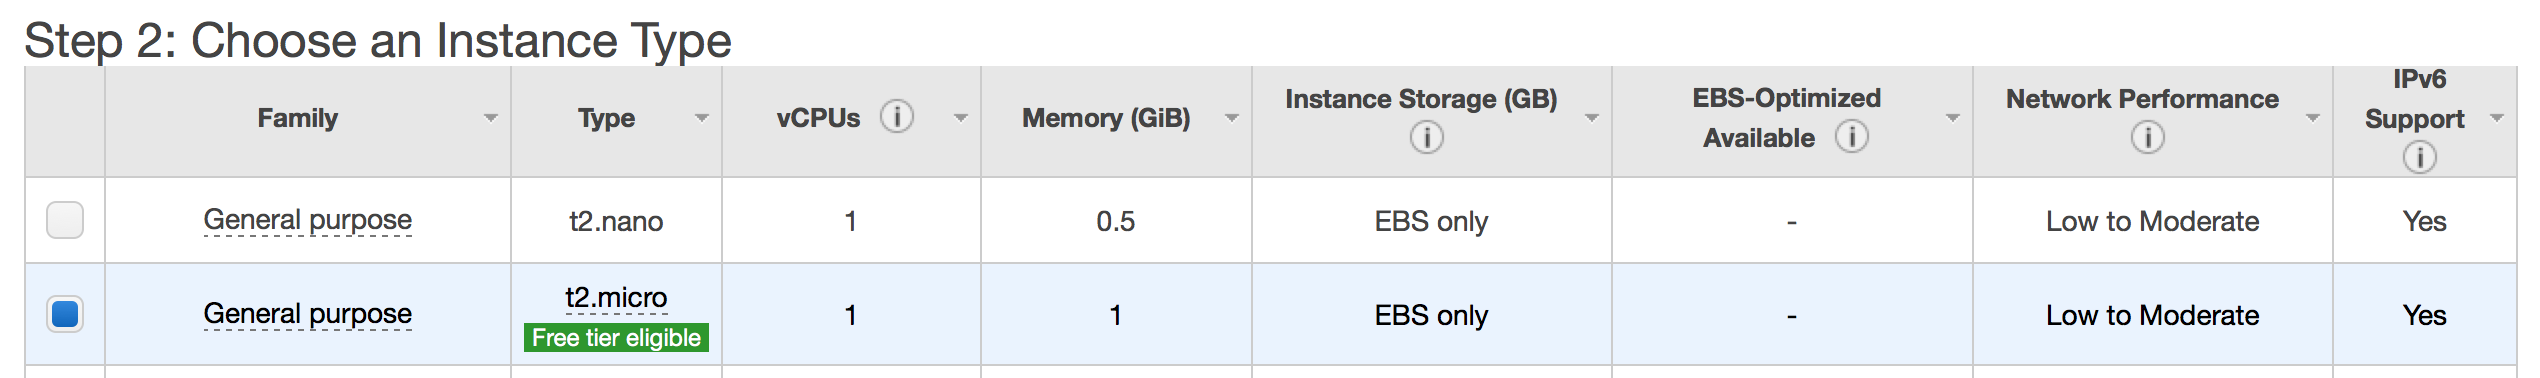 Step 2: Choose an Instance Type
Family Type vCPUs i Memory (GiB) Instance Storage (GB) i EBS-Optimized Available i Network Performance i IPv6 Support i
General purpose t2.nano 1 0.5 EBS only - Low to Moderate Yes
General purpose t2.micro 1 1 EBS only - Low to Moderate Yes
Free tier eligible